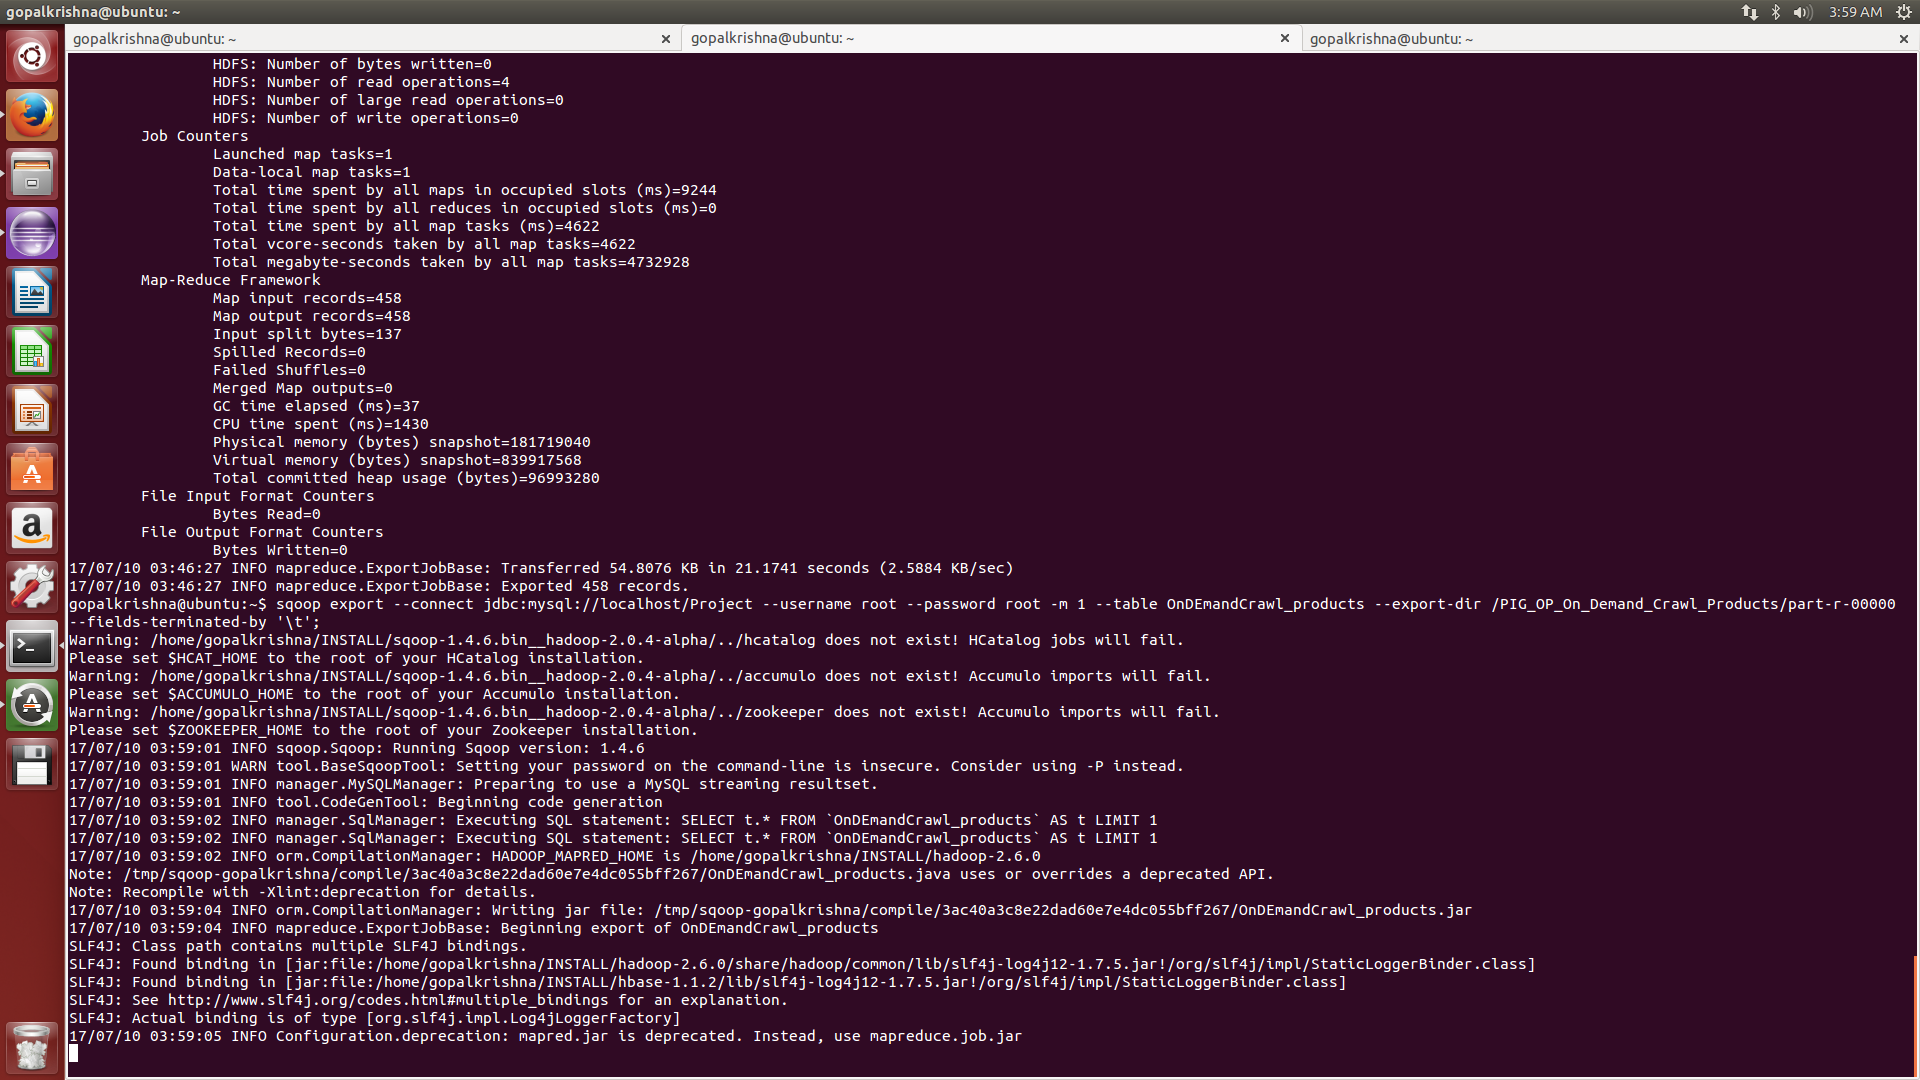 gopalkrishna@ubuntu: ~
3:59 AM
gopalkrishna@ubuntu: ~
gopalkrishna@ubuntu: ~
gopalkrishna@ubuntu: ~
HDFS: Number of bytes written=0
HDFS: Number of read operations=4
HDFS: Number of large read operations=0
HDFS: Number of write operations=0
Job Counters
Launched map tasks=1
Data-local map tasks=1
Total time spent by all maps in occupied slots (ms)=9244
Total time spent by all reduces in occupied slots (ms)=0
Total time spent by all map tasks (ms)=4622
Total vcore-seconds taken by all map tasks=4622
Total megabyte-seconds taken by all map tasks=4732928
Map-Reduce Framework
Map input records=458
Map output records=458
Input split bytes=137
Spilled Records=0
Failed Shuffles=0
Merged Map outputs=0
GC time elapsed (ms)=37
CPU time spent (ms)=1430
Physical memory (bytes) snapshot=181719040
Virtual memory (bytes) snapshot=839917568
Total committed heap usage (bytes)=96993280
File Input Format Counters
Bytes Read=0
File Output Format Counters
Bytes Written=0
17/07/10 03:46:27 INFO mapreduce.ExportJobBase: Transferred 54.8076 KB in 21.1741 seconds (2.5884 KB/sec)
17/07/10 03:46:27 INFO mapreduce.ExportJobBase: Exported 458 records.
gopalkrishna@ubuntu:~$ sqoop export --connect jdbc:mysql://localhost/Project --username root --password root -m 1 --table OnDEmandCrawl_products --export-dir /PIG_OP_On_Demand_Crawl_Products/part-r-00000
--fields-terminated-by '\t';
Warning: /home/gopalkrishna/INSTALL/sqoop-1.4.6.bin__hadoop-2.0.4-alpha/../hcatalog does not exist! HCatalog jobs will fail.
Please set $HCAT_HOME to the root of your HCatalog installation.
Warning: /home/gopalkrishna/INSTALL/sqoop-1.4.6.bin__hadoop-2.0.4-alpha/../accumulo does not exist! Accumulo imports will fail.
Please set $ACCUMULO_HOME to the root of your Accumulo installation.
Warning: /home/gopalkrishna/INSTALL/sqoop-1.4.6.bin__hadoop-2.0.4-alpha/../zookeeper does not exist! Accumulo imports will fail.
Please set $ZOOKEEPER_HOME to the root of your Zookeeper installation.
17/07/10 03:59:01 INFO sqoop.Sqoop: Running Sqoop version: 1.4.6
17/07/10 03:59:01 WARN tool.BaseSqoopTool: Setting your password on the command-line is insecure. Consider using -P instead.
17/07/10 03:59:01 INFO manager.MySQLManager: Preparing to use a MySQL streaming resultset.
17/07/10 03:59:01 INFO tool.CodeGenTool: Beginning code generation
17/07/10 03:59:02 INFO manager.SqlManager: Executing SQL statement: SELECT t.* FROM `OnDEmandCrawl_products` AS t LIMIT 1
17/07/10 03:59:02 INFO manager.SqlManager: Executing SQL statement: SELECT t.* FROM `OnDEmandCrawl_products` AS t LIMIT 1
17/07/10 03:59:02 INFO orm.CompilationManager: HADOOP_MAPRED_HOME is /home/gopalkrishna/INSTALL/hadoop-2.6.0
Note: /tmp/sqoop-gopalkrishna/compile/3ac40a3c8e22dad60e7e4dc055bff267/OnDEmandCrawl_products.java uses or overrides a deprecated API.
Note: Recompile with -Xlint:deprecation for details.
17/07/10 03:59:04 INFO orm.CompilationManager: Writing jar file: /tmp/sqoop-gopalkrishna/compile/3ac40a3c8e22dad60e7e4dc055bff267/OnDEmandCrawl_products.jar
17/07/10 03:59:04 INFO mapreduce.ExportJobBase: Beginning export of OnDEmandCrawl_products
SLF4J: Class path contains multiple SLF4J bindings.
SLF4J: Found binding in [jar:file:/home/gopalkrishna/INSTALL/hadoop-2.6.0/share/hadoop/common/lib/slf4j-log4j12-1.7.5.jar!/org/slf4j/impl/StaticLoggerBinder.class]
SLF4J: Found binding in [jar:file:/home/gopalkrishna/INSTALL/hbase-1.1.2/lib/slf4j-log4j12-1.7.5.jar!/org/slf4j/impl/StaticLoggerBinder.class]
SLF4J: See http://www.slf4j.org/codes.html#multiple_bindings for an explanation.
SLF4J: Actual binding is of type [org.slf4j.impl.Log4jLoggerFactory]
17/07/10 03:59:05 INFO Configuration.deprecation: mapred.jar is deprecated. Instead, use mapreduce.job.jar